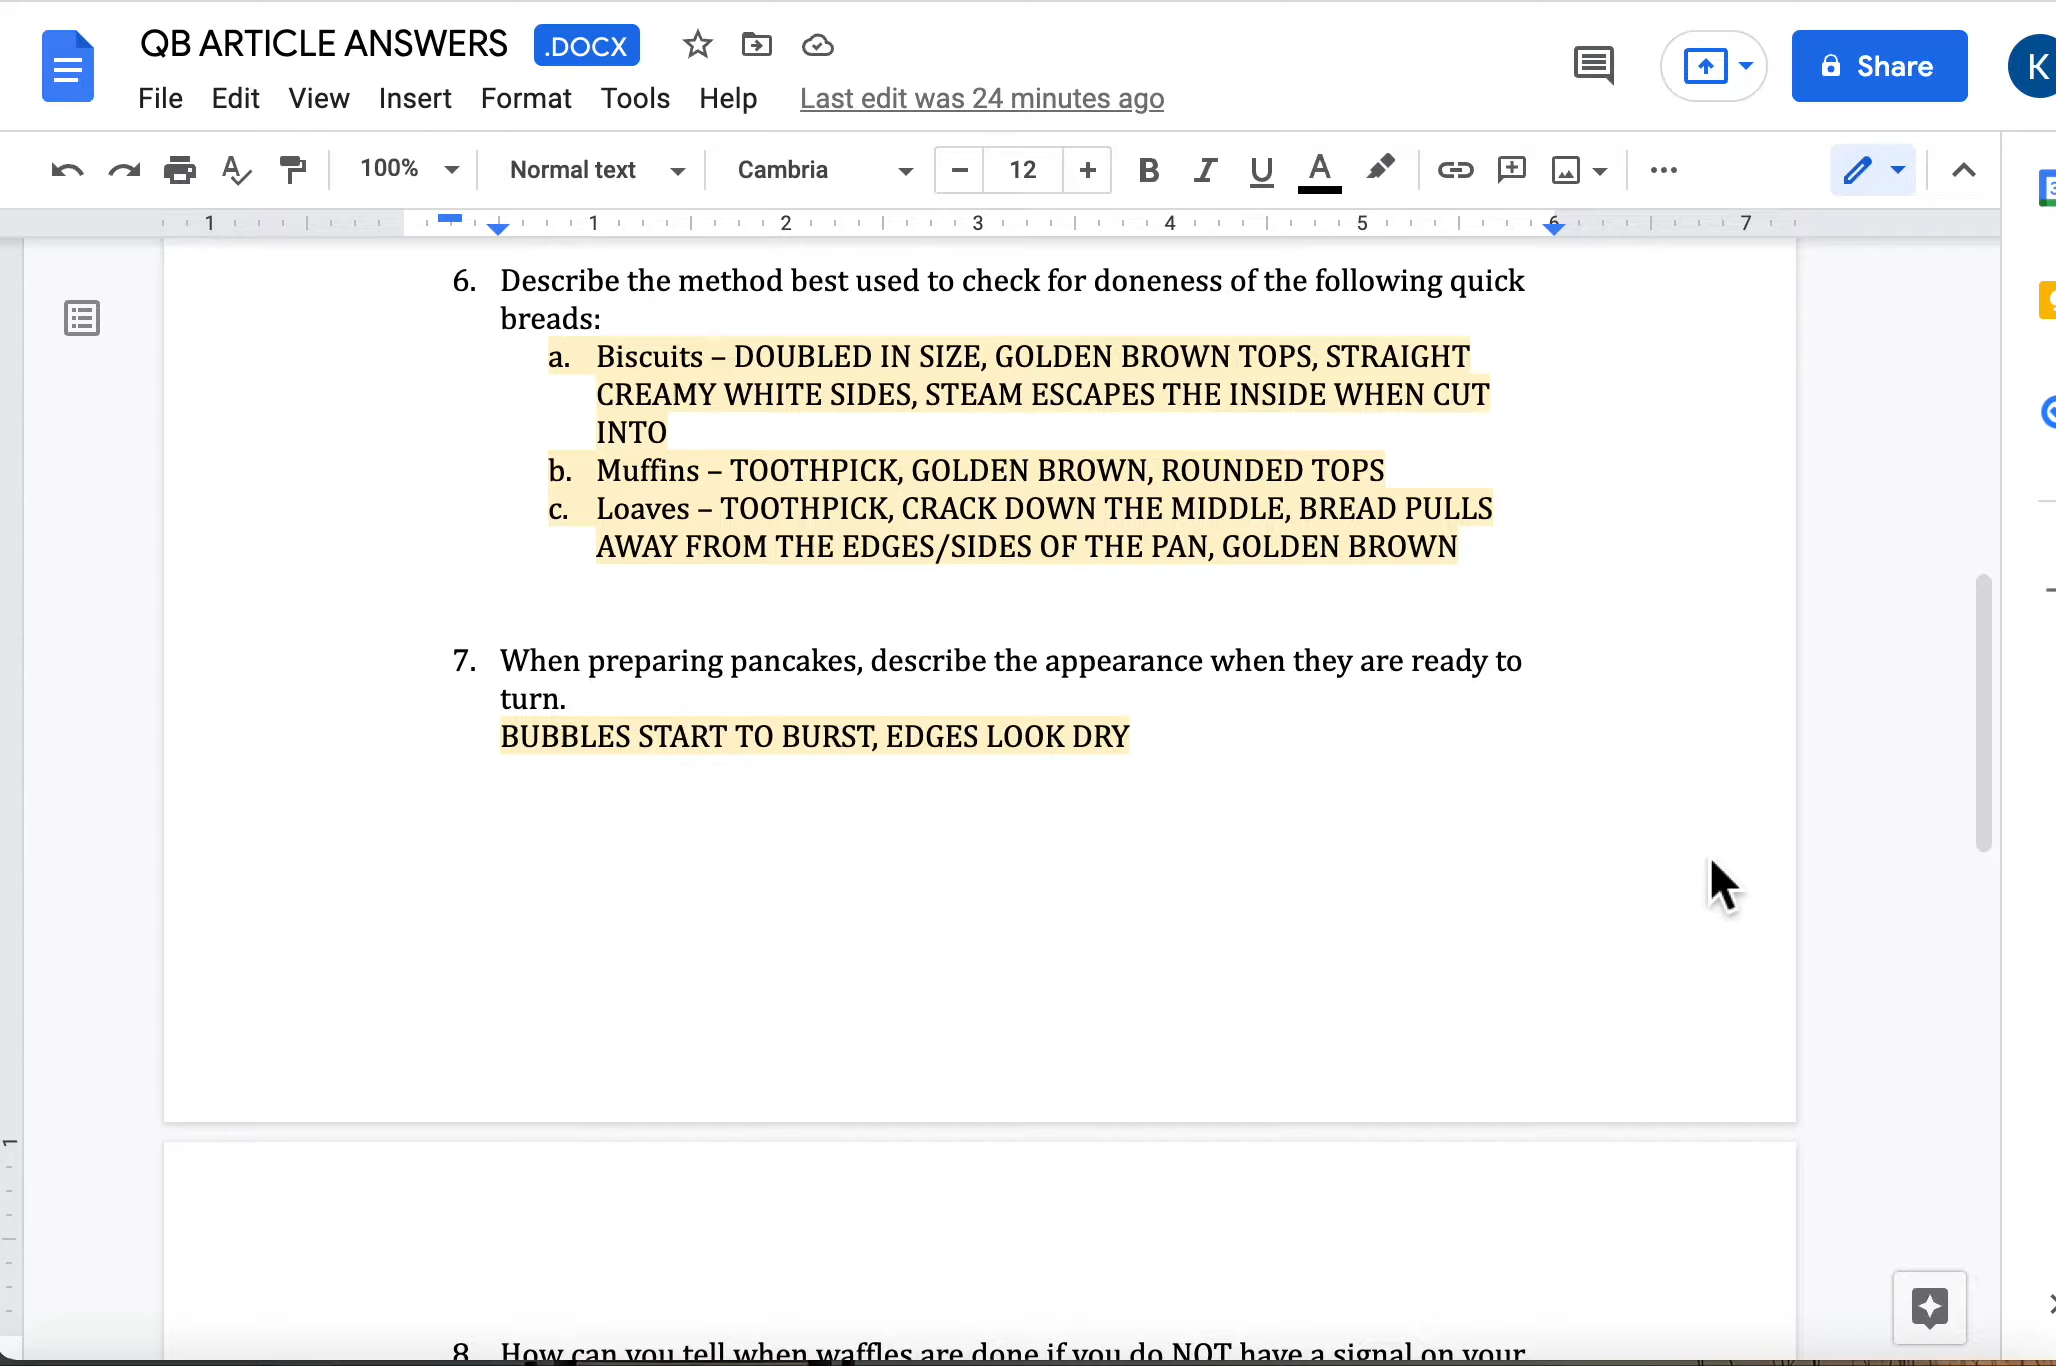 QB ARTICLE ANSWERS .DOCX
File Edit View Insert Format Tools Help Last edit was 24 minutes ago
Share
K
100% Normal text Cambria 12 B I U A
1 1 2 3 4 5 6 7
6. Describe the method best used to check for doneness of the following quick
breads:
a. Biscuits – DOUBLED IN SIZE, GOLDEN BROWN TOPS, STRAIGHT
CREAMY WHITE SIDES, STEAM ESCAPES THE INSIDE WHEN CUT
INTO
b. Muffins – TOOTHPICK, GOLDEN BROWN, ROUNDED TOPS
c. Loaves – TOOTHPICK, CRACK DOWN THE MIDDLE, BREAD PULLS
AWAY FROM THE EDGES/SIDES OF THE PAN, GOLDEN BROWN
7. When preparing pancakes, describe the appearance when they are ready to
turn.
BUBBLES START TO BURST, EDGES LOOK DRY
1
8. How can you tell when waffles are done if you do NOT have a signal on your